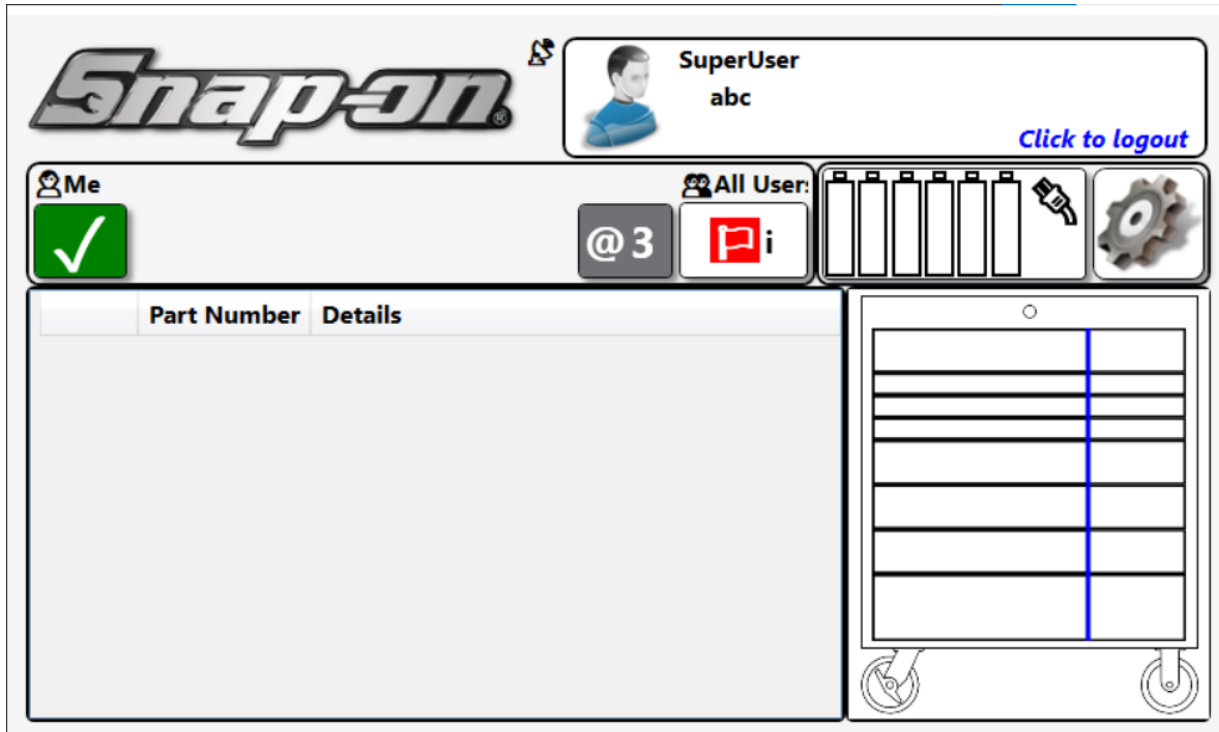 Snap-on®
SuperUser
abc
Click to logout
Me
All User:
@ 3
i
Part Number
Details